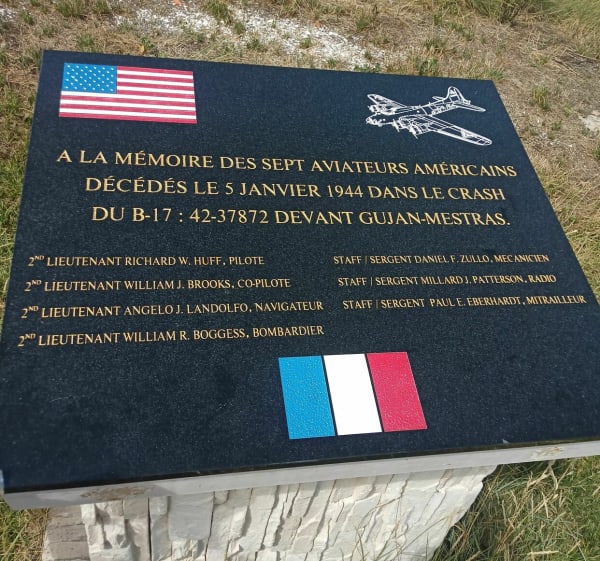 A LA MÉMOIRE DES SEPT AVIATEURS AMÉRICAINS
DÉCÉDÉS LE 5 JANVIER 1944 DANS LE CRASH
DU B-17 : 42-37872 DEVANT GUJAN-MESTRAS.
2ND LIEUTENANT RICHARD W. HUFF, PILOTE
2ND LIEUTENANT WILLIAM J. BROOKS, CO-PILOTE
2ND LIEUTENANT ANGELO J. LANDOLFO, NAVIGATEUR
2ND LIEUTENANT WILLIAM R. BOGGESS, BOMBARDIER
STAFF / SERGENT DANIEL F. ZULLO, MECANICIEN
STAFF / SERGENT MILLARD J. PATTERSON, RADIO
STAFF / SERGENT PAUL E. EBERHARDT, MITRAILLEUR